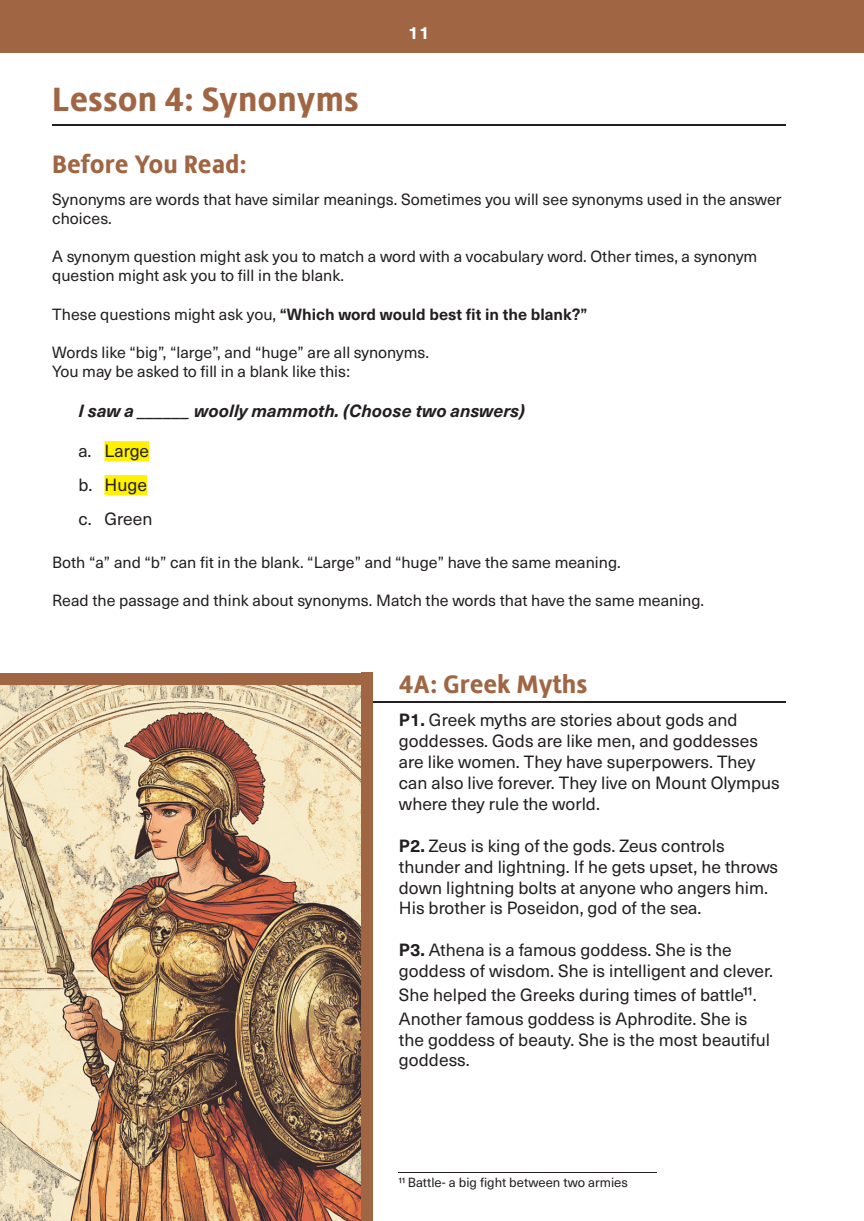 11
Lesson 4: Synonyms
Before You Read:
Synonyms are words that have similar meanings. Sometimes you will see synonyms used in the answer
choices.
A synonym question might ask you to match a word with a vocabulary word. Other times, a synonym
question might ask you to fill in the blank.
These questions might ask you, “Which word would best fit in the blank?”
Words like “big”, “large”, and “huge” are all synonyms.
You may be asked to fill in a blank like this:
I saw a ______ woolly mammoth. (Choose two answers)
a. Large
b. Huge
c. Green
Both “a” and “b” can fit in the blank. “Large” and “huge” have the same meaning.
Read the passage and think about synonyms. Match the words that have the same meaning.
4A: Greek Myths
P1. Greek myths are stories about gods and
goddesses. Gods are like men, and goddesses
are like women. They have superpowers. They
can also live forever. They live on Mount Olympus
where they rule the world.
P2. Zeus is king of the gods. Zeus controls
thunder and lightning. If he gets upset, he throws
down lightning bolts at anyone who angers him.
His brother is Poseidon, god of the sea.
P3. Athena is a famous goddess. She is the
goddess of wisdom. She is intelligent and clever.
She helped the Greeks during times of battle¹¹.
Another famous goddess is Aphrodite. She is
the goddess of beauty. She is the most beautiful
goddess.
¹¹ Battle- a big fight between two armies